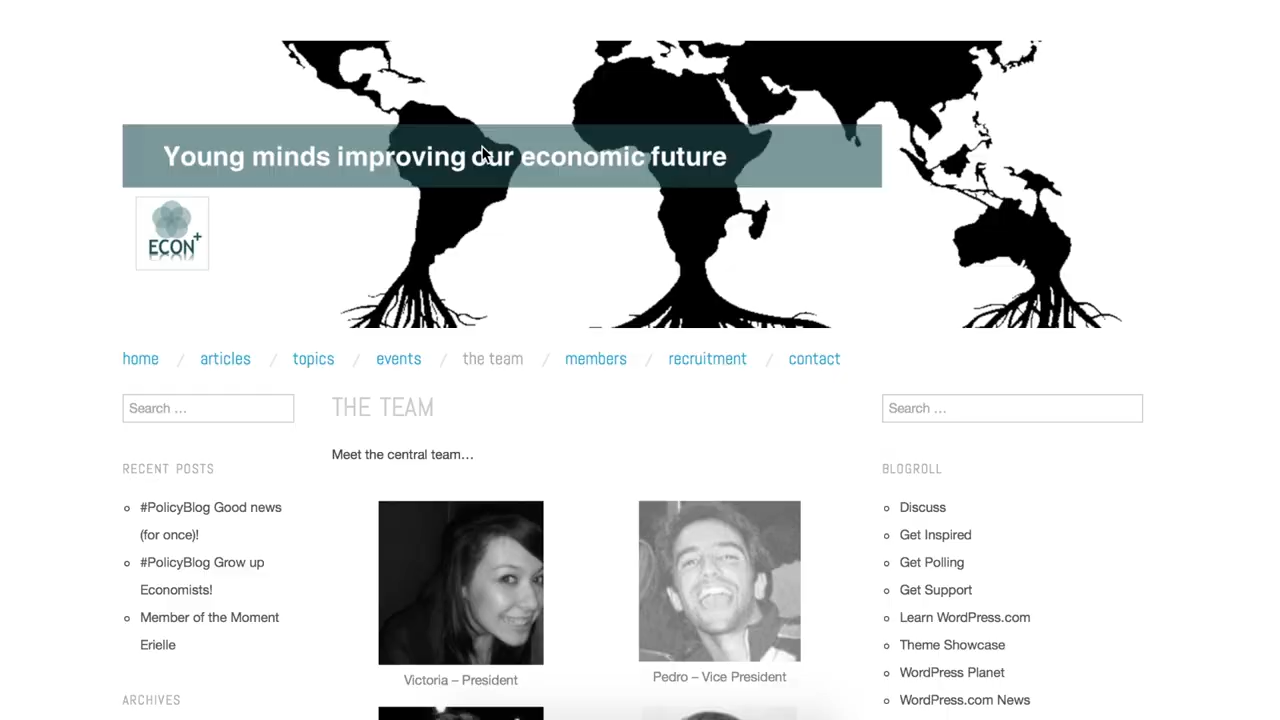 Young minds improving our economic future
ECON+
home / articles / topics / events / the team / members / recruitment / contact
Search …
THE TEAM
Search …
Meet the central team…
RECENT POSTS
#PolicyBlog Good news
(for once)!
#PolicyBlog Grow up
Economists!
Member of the Moment
Erielle
ARCHIVES
Victoria – President
Pedro – Vice President
BLOGROLL
Discuss
Get Inspired
Get Polling
Get Support
Learn WordPress.com
Theme Showcase
WordPress Planet
WordPress.com News